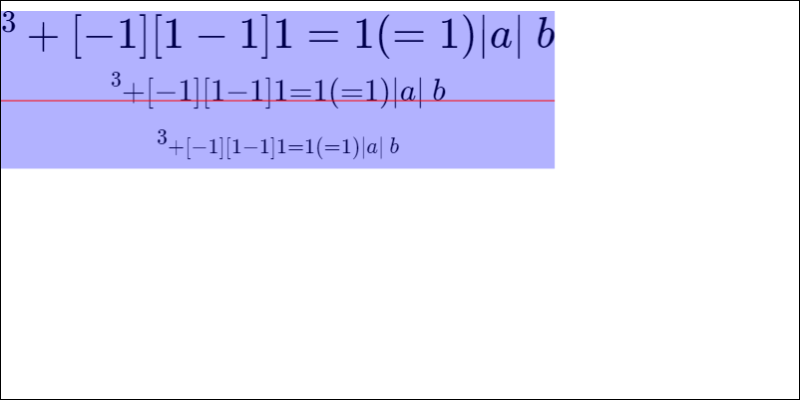 ³ + [−1][1 − 1]1 = 1(= 1)|a| b
³+[−1][1−1]1=1(=1)|a| b
³+[−1][1−1]1=1(=1)|a| b